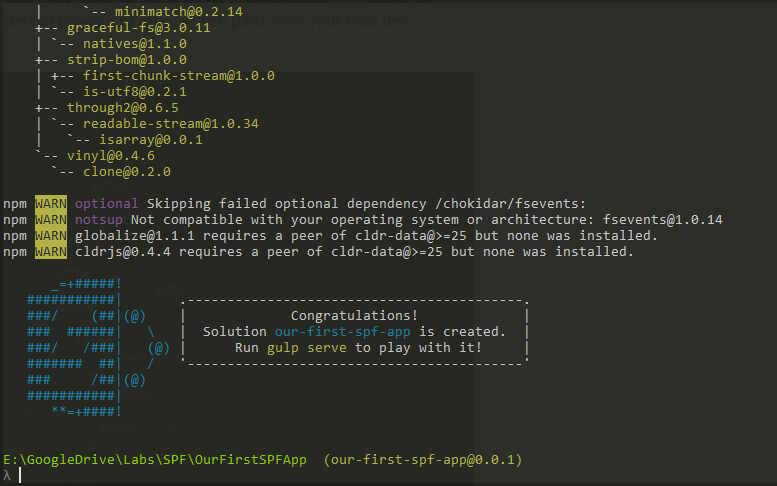 |     `-- minimatch@0.2.14
+-- graceful-fs@3.0.11
| `-- natives@1.1.0
+-- strip-bom@1.0.0
| +-- first-chunk-stream@1.0.0
| `-- is-utf8@0.2.1
+-- through2@0.6.5
| `-- readable-stream@1.0.34
|   `-- isarray@0.0.1
`-- vinyl@0.4.6
  `-- clone@0.2.0
npm WARN optional Skipping failed optional dependency /chokidar/fsevents:
npm WARN notsup Not compatible with your operating system or architecture: fsevents@1.0.14
npm WARN globalize@1.1.1 requires a peer of cldr-data@>=25 but none was installed.
npm WARN cldrjs@0.4.4 requires a peer of cldr-data@>=25 but none was installed.
      _=+#####!
   ###########|       .------------------------------------------.
   ###/    (##|(@)    |             Congratulations!             |
   ###  ######|   \   |  Solution our-first-spf-app is created.  |
   ###/   /###|   (@) |      Run gulp serve to play with it!     |
   #######  ##|   /   '------------------------------------------'
   ###     /##|(@)
   ###########|
      **=+####!
E:\GoogleDrive\Labs\SPF\OurFirstSPFApp  (our-first-spf-app@0.0.1)
λ